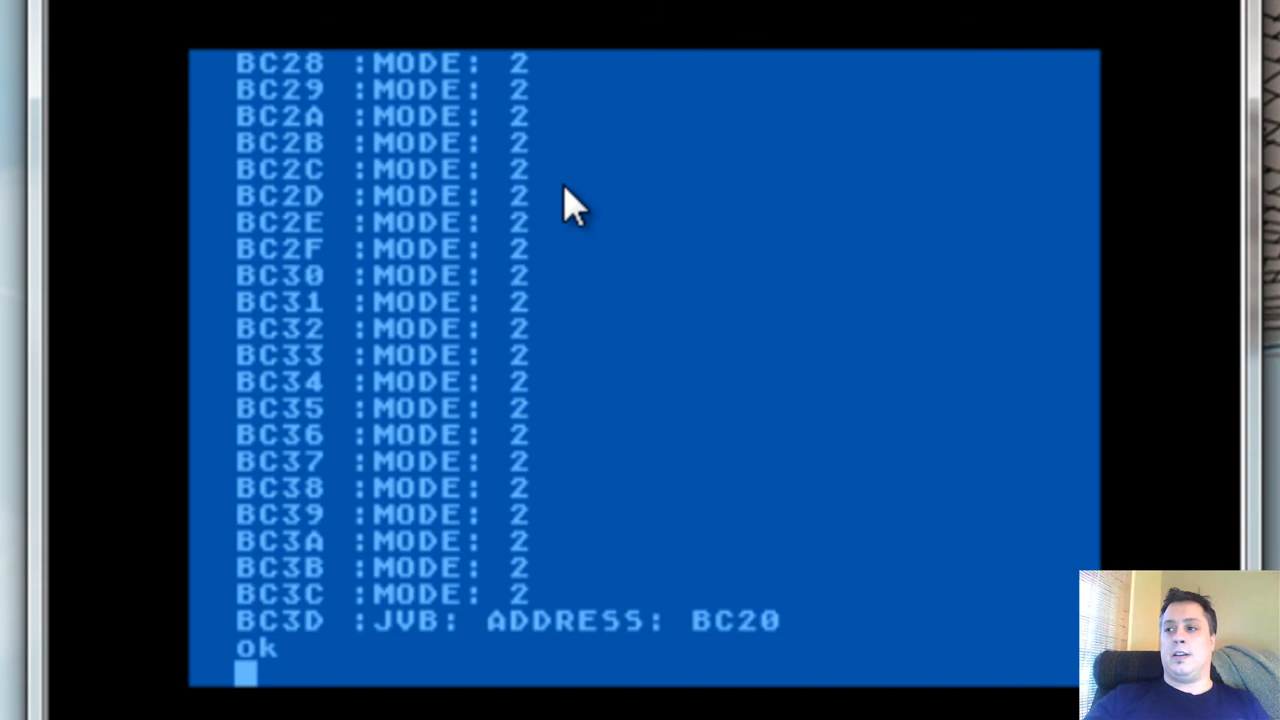 BC28 :MODE: 2
BC29 :MODE: 2
BC2A :MODE: 2
BC2B :MODE: 2
BC2C :MODE: 2
BC2D :MODE: 2
BC2E :MODE: 2
BC2F :MODE: 2
BC30 :MODE: 2
BC31 :MODE: 2
BC32 :MODE: 2
BC33 :MODE: 2
BC34 :MODE: 2
BC35 :MODE: 2
BC36 :MODE: 2
BC37 :MODE: 2
BC38 :MODE: 2
BC39 :MODE: 2
BC3A :MODE: 2
BC3B :MODE: 2
BC3C :MODE: 2
BC3D :JVB: ADDRESS: BC20
ok